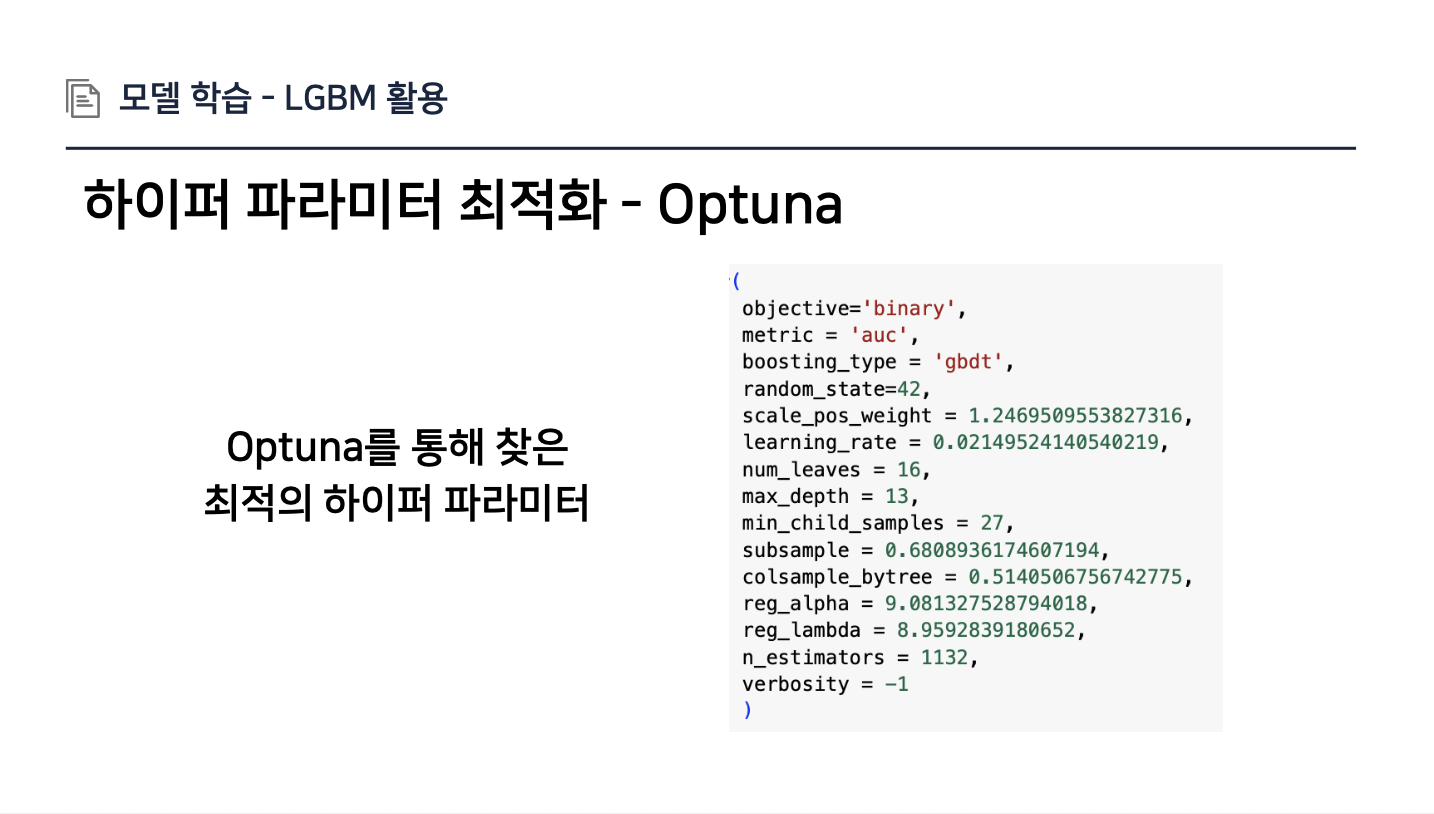 모델 학습 - LGBM 활용
하이퍼 파라미터 최적화 - Optuna
Optuna를 통해 찾은
최적의 하이퍼 파라미터
(
objective='binary',
metric = 'auc',
boosting_type = 'gbdt',
random_state=42,
scale_pos_weight = 1.2469509553827316,
learning_rate = 0.02149524140540219,
num_leaves = 16,
max_depth = 13,
min_child_samples = 27,
subsample = 0.6808936174607194,
colsample_bytree = 0.5140506756742775,
reg_alpha = 9.081327528794018,
reg_lambda = 8.9592839180652,
n_estimators = 1132,
verbosity = -1
)